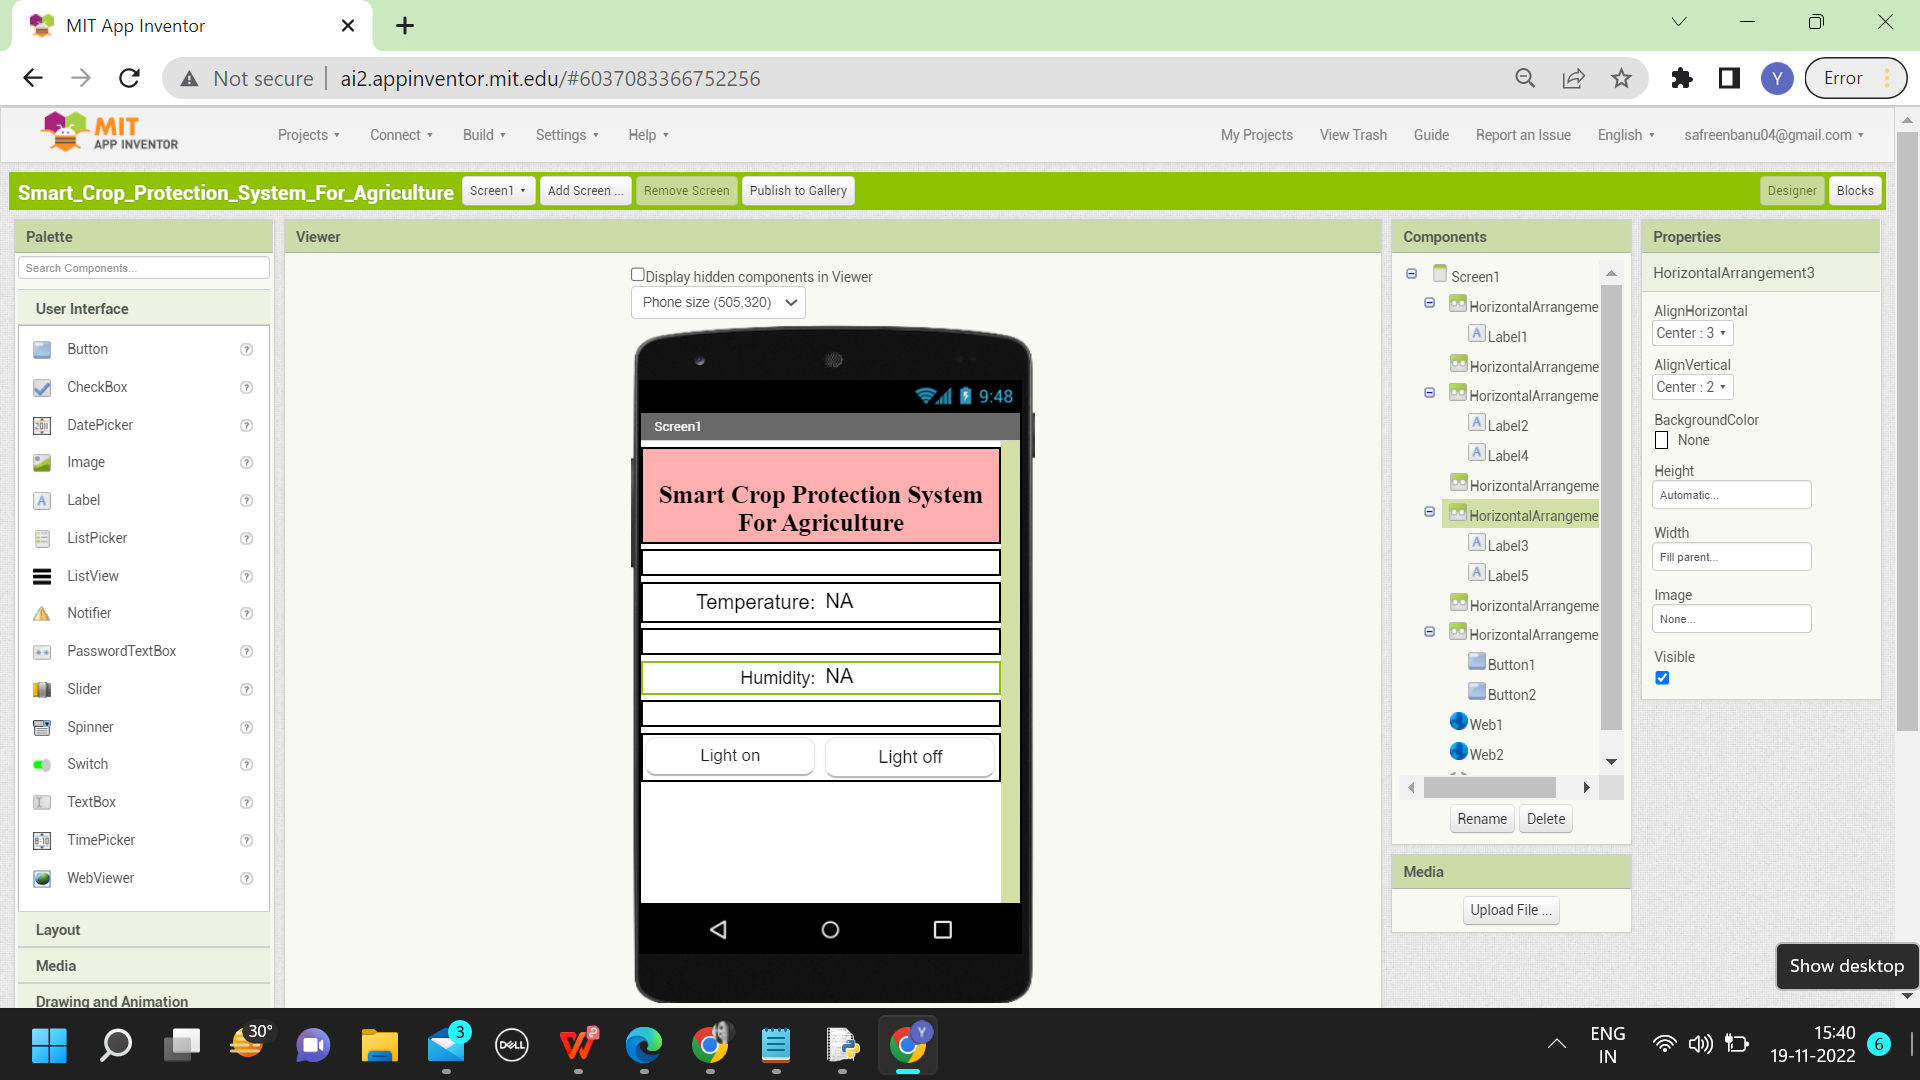 MIT App Inventor
Not secure
ai2.appinventor.mit.edu/#6037083366752256
Y
Error
MIT
APP INVENTOR
Projects
Connect
Build
Settings
Help
My Projects
View Trash
Guide
Report an Issue
English
safreenbanu04@gmail.com
Smart_Crop_Protection_System_For_Agriculture
Screen1
Add Screen ...
Remove Screen
Publish to Gallery
Designer
Blocks
Palette
Search Components...
User Interface
Button
CheckBox
DatePicker
Image
Label
ListPicker
ListView
Notifier
PasswordTextBox
Slider
Spinner
Switch
TextBox
TimePicker
WebViewer
Layout
Media
Drawing and Animation
Viewer
Display hidden components in Viewer
Phone size (505,320)
9:48
Screen1
Smart Crop Protection System
For Agriculture
Temperature: NA
Humidity: NA
Light on
Light off
Components
Screen1
HorizontalArrangeme
Label1
HorizontalArrangeme
HorizontalArrangeme
Label2
Label4
HorizontalArrangeme
HorizontalArrangeme
Label3
Label5
HorizontalArrangeme
HorizontalArrangeme
Button1
Button2
Web1
Web2
Rename
Delete
Media
Upload File ...
Properties
HorizontalArrangement3
AlignHorizontal
Center : 3
AlignVertical
Center : 2
BackgroundColor
None
Height
Automatic...
Width
Fill parent...
Image
None...
Visible
Show desktop
30°
3
DELL
Y
ENG
IN
15:40
19-11-2022
6